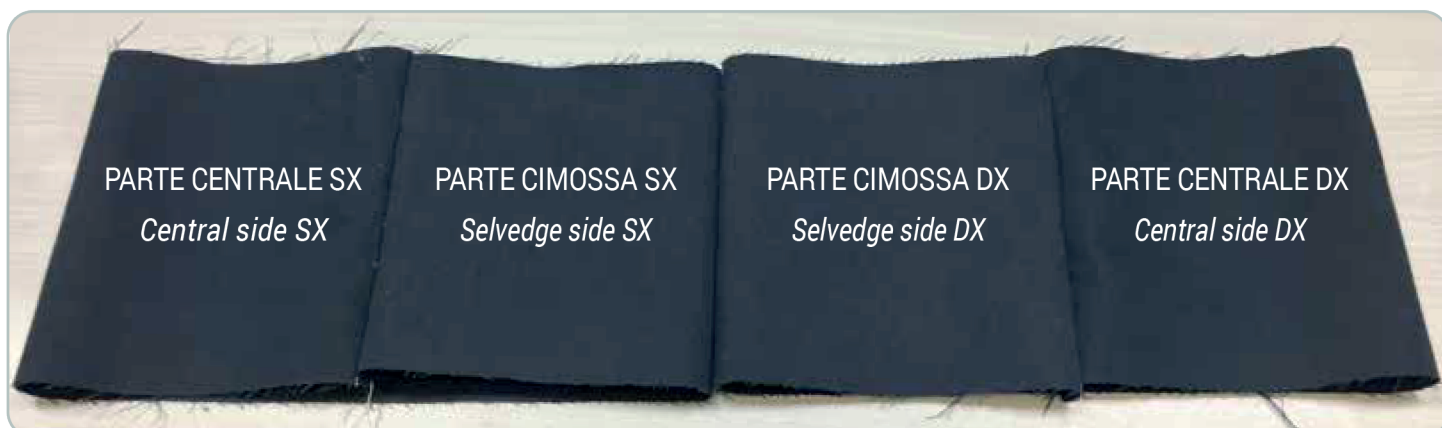 PARTE CENTRALE SX
Central side SX
PARTE CIMOSSA SX
Selvedge side SX
PARTE CIMOSSA DX
Selvedge side DX
PARTE CENTRALE DX
Central side DX